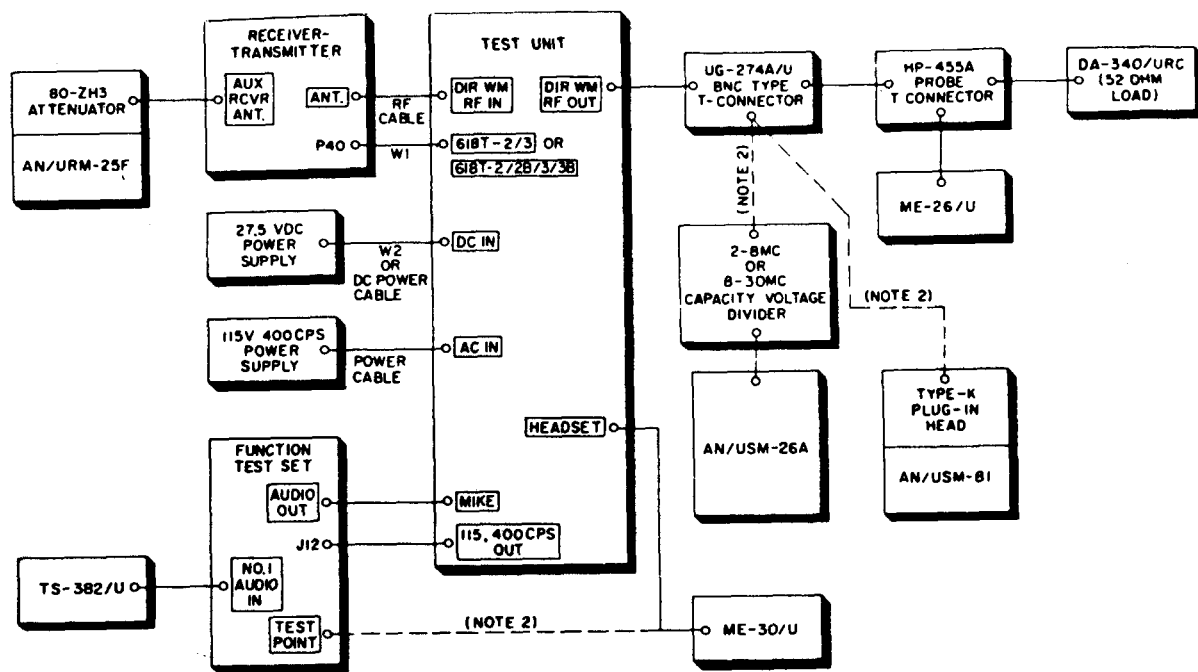 80-ZH3
ATTENUATOR
AN/URM-25F
RECEIVER-
TRANSMITTER
AUX
RCVR
ANT.
ANT.
P40
RF
CABLE
W1
TEST UNIT
DIR WM
RF IN
DIR WM
RF OUT
618T-2/3 OR
618T-2/2B/3/3B
UG-274A/U
BNC TYPE
T-CONNECTOR
HP-455A
PROBE
T CONNECTOR
DA-340/URC
(52 OHM
LOAD)
ME-26/U
27.5 VDC
POWER
SUPPLY
W2
OR
DC POWER
CABLE
DC IN
(NOTE 2)
2-8MC
OR
8-30MC
CAPACITY VOLTAGE
DIVIDER
(NOTE 2)
115V 400CPS
POWER
SUPPLY
POWER
CABLE
AC IN
AN/USM-26A
TYPE-K
PLUG-IN
HEAD
AN/USM-81
HEADSET
FUNCTION
TEST SET
AUDIO
OUT
MIKE
J12
115, 400CPS
OUT
TS-382/U
NO.1
AUDIO
IN
TEST
POINT
(NOTE 2)
ME-30/U